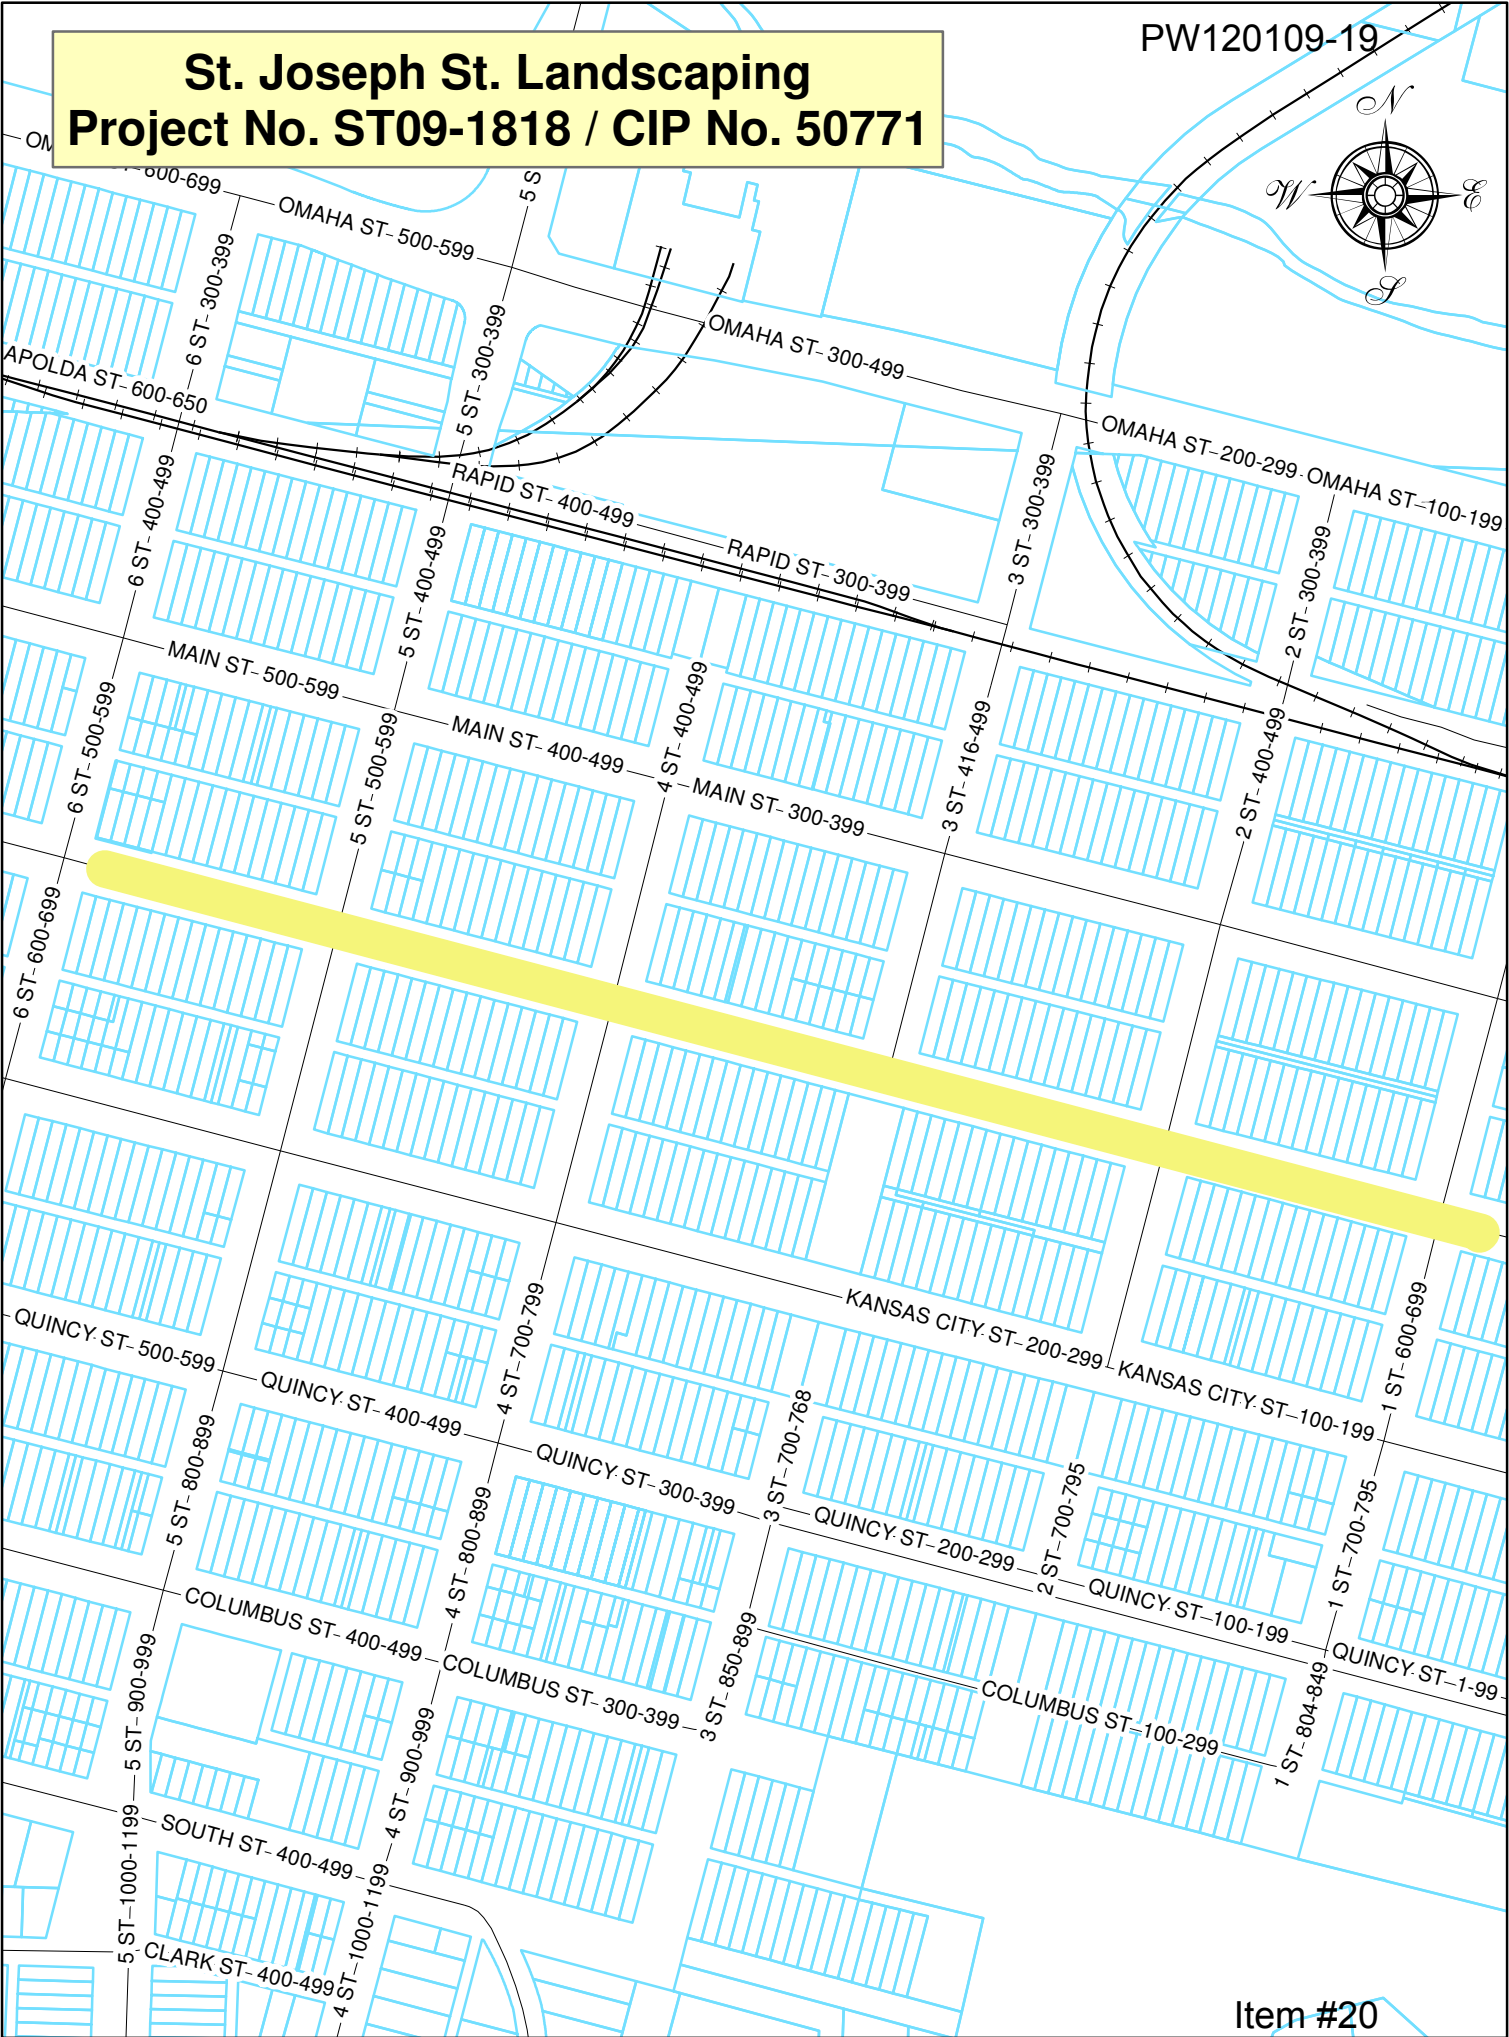 PW120109-19
St. Joseph St. Landscaping
Project No. ST09-1818 / CIP No. 50771
N
W
E
S
600-699
OMAHA ST 500-599
OMAHA ST 300-499
OMAHA ST 200-299
OMAHA ST 100-199
5 S
6 ST 300-399
5 ST 300-399
3 ST 300-399
2 ST 300-399
APOLDA ST 600-650
RAPID ST 400-499
RAPID ST 300-399
6 ST 400-499
5 ST 400-499
4 ST 400-499
3 ST 416-499
2 ST 400-499
MAIN ST 500-599
MAIN ST 400-499
MAIN ST 300-399
6 ST 500-599
5 ST 500-599
6 ST 600-699
1 ST 600-699
KANSAS CITY ST 200-299
KANSAS CITY ST 100-199
4 ST 700-799
3 ST 700-768
2 ST 700-795
1 ST 700-795
QUINCY ST 500-599
QUINCY ST 400-499
QUINCY ST 300-399
QUINCY ST 200-299
QUINCY ST 100-199
QUINCY ST 1-99
5 ST 800-899
4 ST 800-899
3 ST 850-899
1 ST 804-849
COLUMBUS ST 400-499
COLUMBUS ST 300-399
COLUMBUS ST 100-299
5 ST 900-999
4 ST 900-999
SOUTH ST 400-499
5 ST 1000-1199
4 ST 1000-1199
CLARK ST 400-499
Item #20